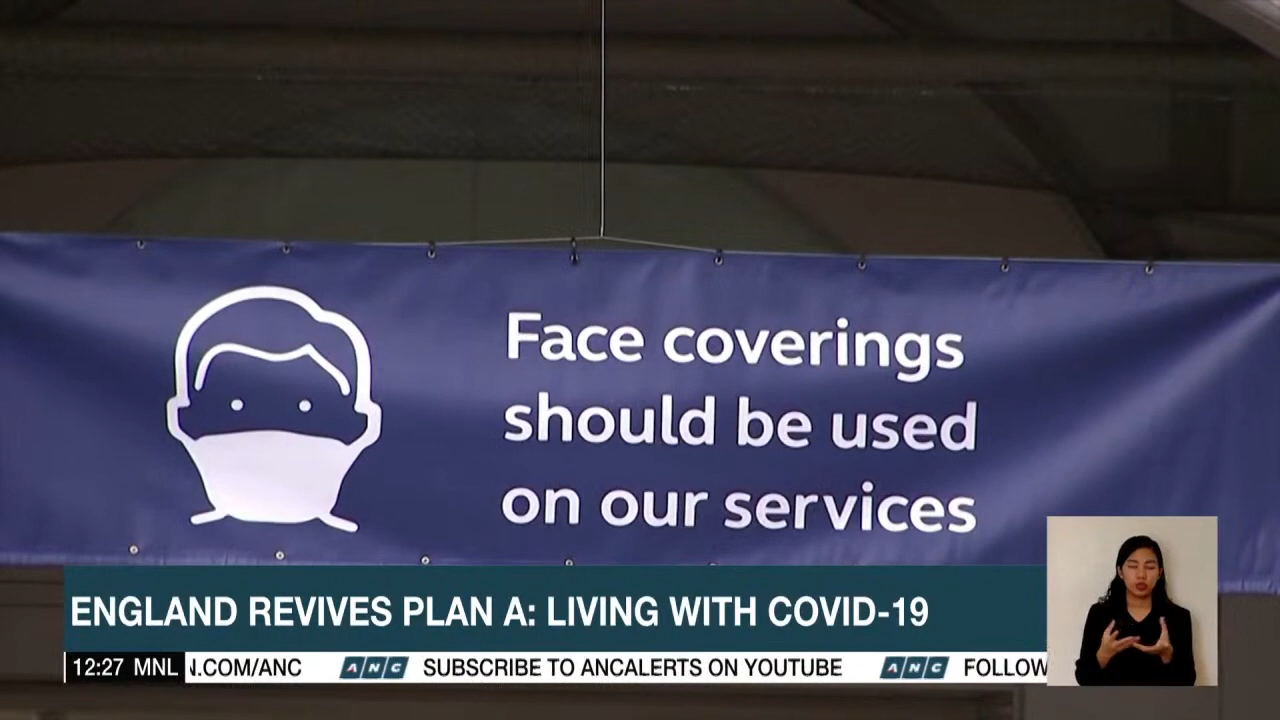 Face coverings
should be used
on our services
ENGLAND REVIVES PLAN A: LIVING WITH COVID-19
12:27 MNL .COM/ANC ANC SUBSCRIBE TO ANCALERTS ON YOUTUBE ANC FOLLOW